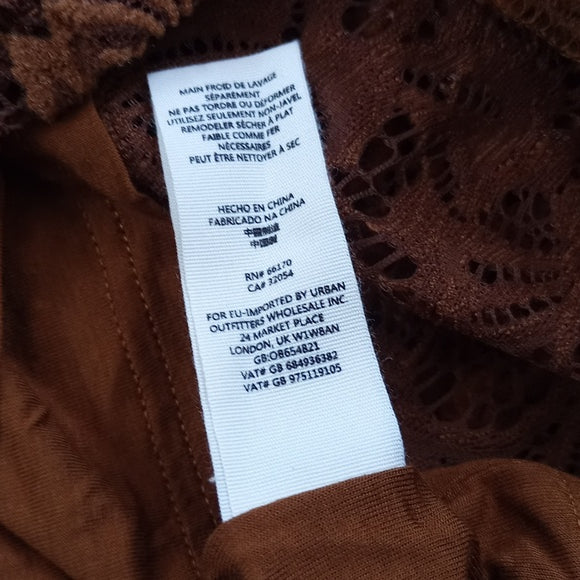 MAIN FROID DE LAVAGE
SÉPARÉMENT
NE PAS TORDRE OU DÉFORMER
UTILISEZ SEULEMENT NON-JAVEL
REMODELER SÉCHER À PLAT
FAIBLE COMME FER
NÉCESSAIRES
PEUT ÊTRE NETTOYER À SEC
HECHO EN CHINA
FABRICADO NA CHINA
中國製造
中国制
RN# 66170
CA# 32054
FOR EU-IMPORTED BY URBAN
OUTFITTERS WHOLESALE INC.
24 MARKET PLACE
LONDON, UK W1W8AN
GB:OB654821
VAT# GB 684936382
VAT# GB 975119105